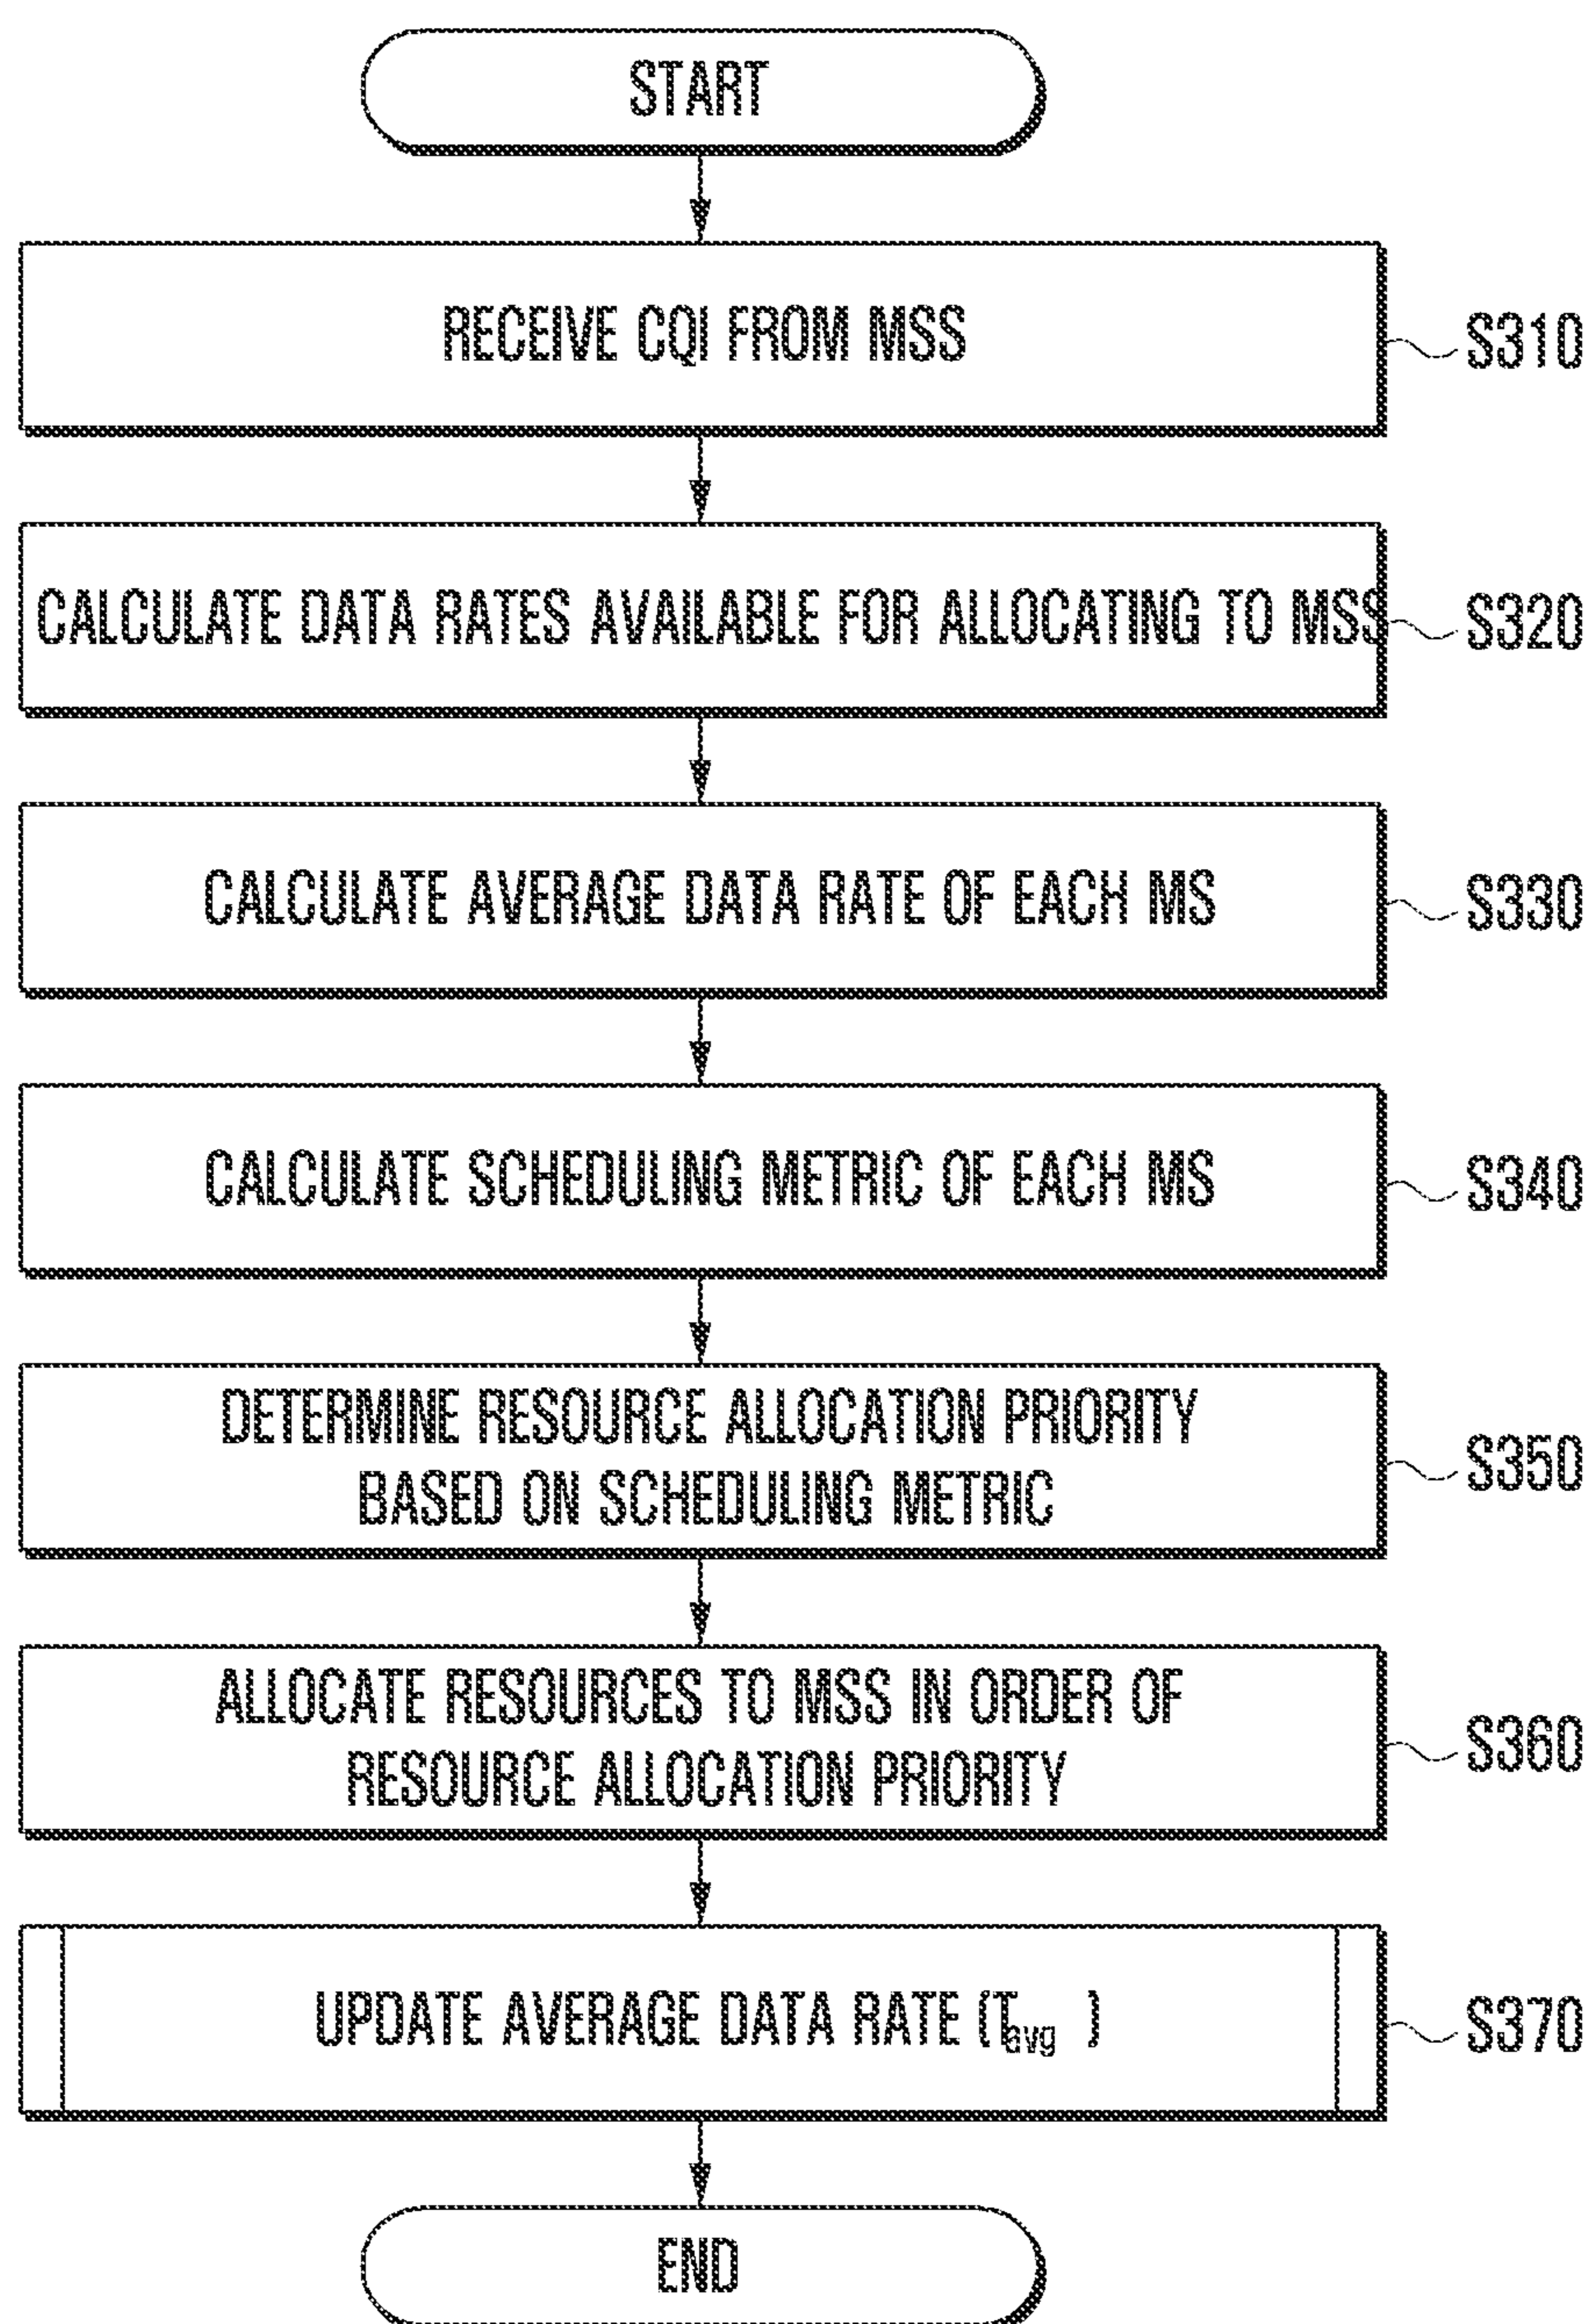 START
RECEIVE CQI FROM MSS
S310
CALCULATE DATA RATES AVAILABLE FOR ALLOCATING TO MSS
S320
CALCULATE AVERAGE DATA RATE OF EACH MS
S330
CALCULATE SCHEDULING METRIC OF EACH MS
S340
DETERMINE RESOURCE ALLOCATION PRIORITY
BASED ON SCHEDULING METRIC
S350
ALLOCATE RESOURCES TO MSS IN ORDER OF
RESOURCE ALLOCATION PRIORITY
S360
UPDATE AVERAGE DATA RATE (Tavg )
S370
END